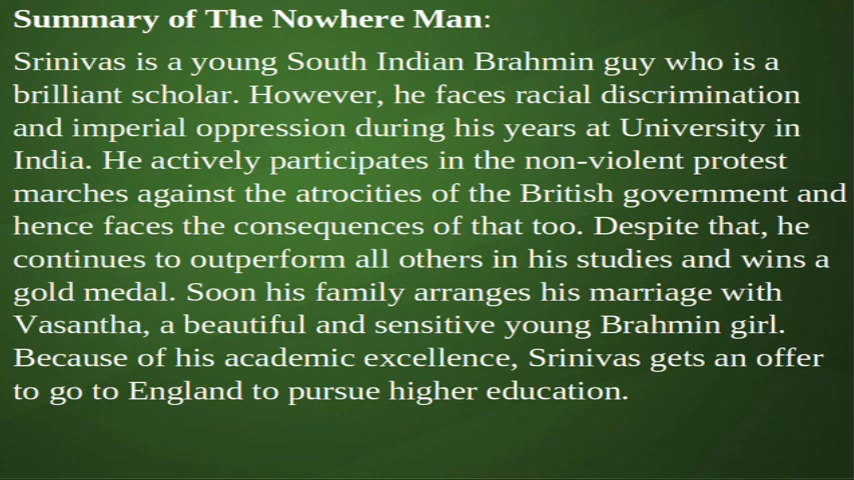 Summary of The Nowhere Man:
Srinivas is a young South Indian Brahmin guy who is a
brilliant scholar. However, he faces racial discrimination
and imperial oppression during his years at University in
India. He actively participates in the non-violent protest
marches against the atrocities of the British government and
hence faces the consequences of that too. Despite that, he
continues to outperform all others in his studies and wins a
gold medal. Soon his family arranges his marriage with
Vasantha, a beautiful and sensitive young Brahmin girl.
Because of his academic excellence, Srinivas gets an offer
to go to England to pursue higher education.